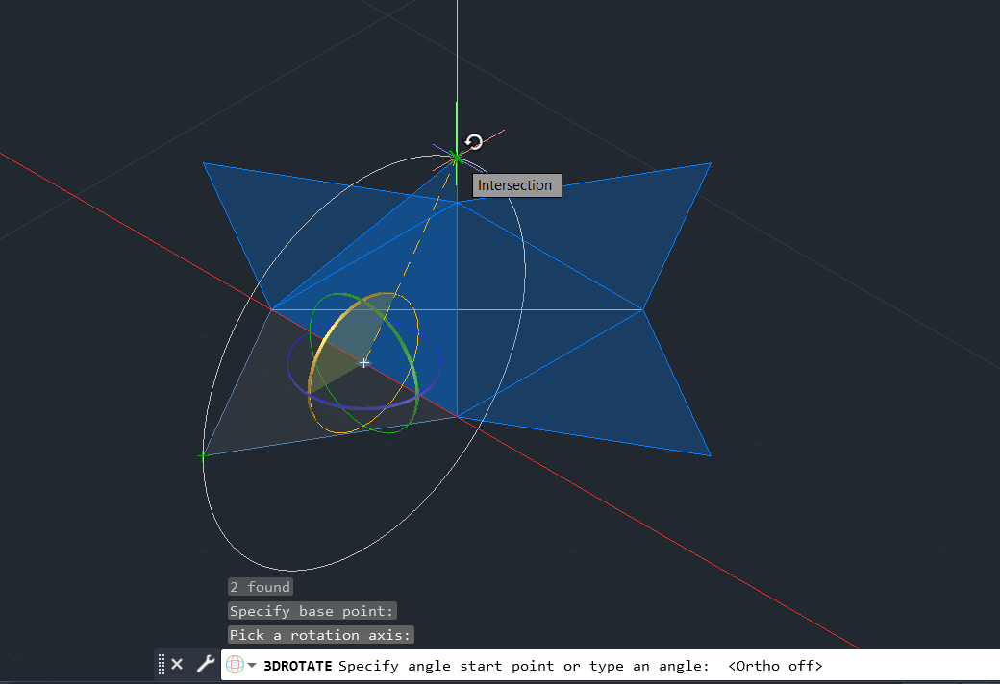 Intersection
2 found
Specify base point:
Pick a rotation axis:
3DROTATE Specify angle start point or type an angle:  <Ortho off>